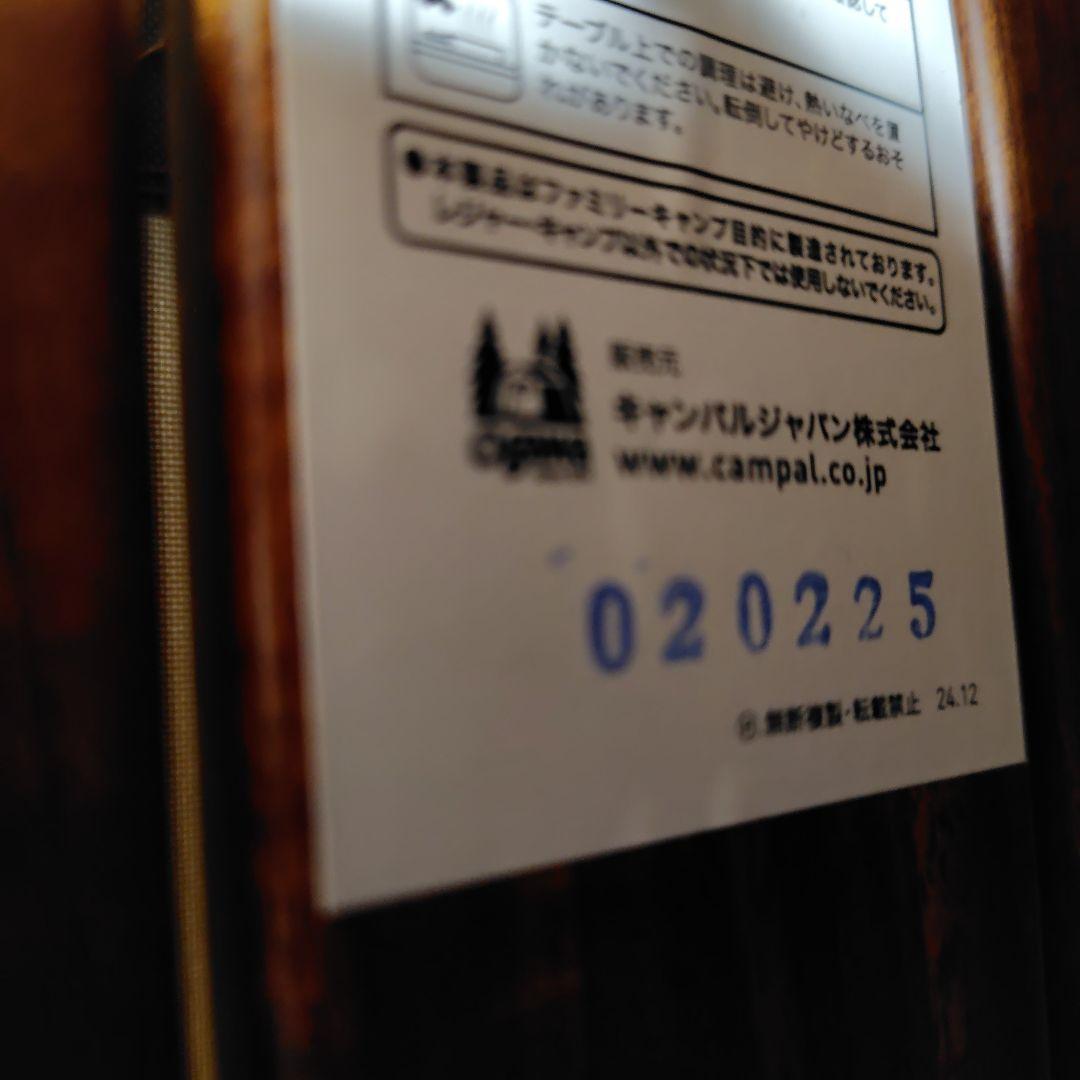 テーブル上での調理は避け、熱いなべを置
かないでください。転倒してやけどするおそ
れがあります。
●本製品はファミリーキャンプ目的に製造されております。
レジャー・キャンプ以外での状況下では使用しないでください。
販売元
キャンパルジャパン株式会社
www.campal.co.jp
020225
無断複製・転載禁止 24.12